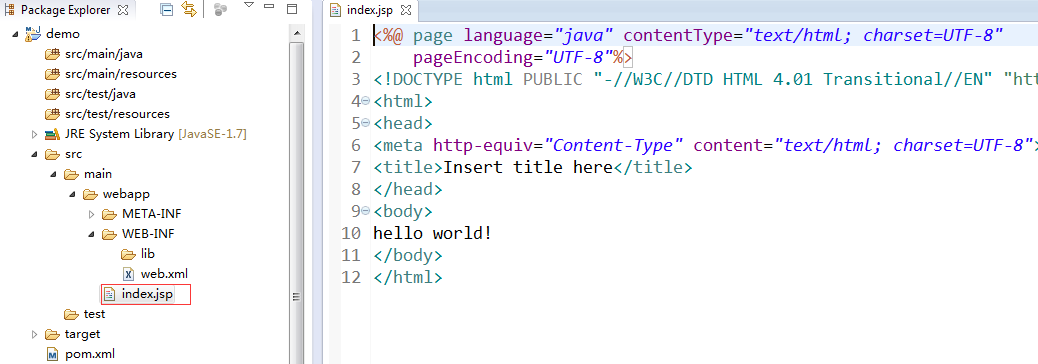 Package Explorer
demo
src/main/java
src/main/resources
src/test/java
src/test/resources
JRE System Library [JavaSE-1.7]
src
main
webapp
META-INF
WEB-INF
lib
web.xml
index.jsp
test
target
pom.xml
index.jsp
1 <%@ page language="java" contentType="text/html; charset=UTF-8"
2 pageEncoding="UTF-8"%>
3 <!DOCTYPE html PUBLIC "-//W3C//DTD HTML 4.01 Transitional//EN" "htt
4 <html>
5 <head>
6 <meta http-equiv="Content-Type" content="text/html; charset=UTF-8">
7 <title>Insert title here</title>
8 </head>
9 <body>
10 hello world!
11 </body>
12 </html>